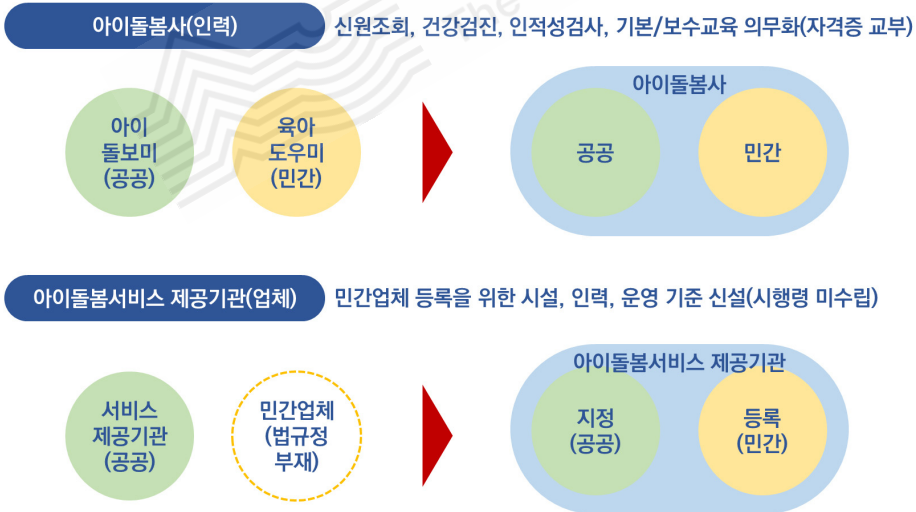 아이돌봄사(인력)
신원조회, 건강검진, 인적성검사, 기본/보수교육 의무화(자격증 교부)
The
아이
돌보미
(공공)
육아
도우미
(민간)
아이돌봄사
공공
민간
아이돌봄서비스 제공기관(업체)
민간업체 등록을 위한 시설, 인력, 운영 기준 신설(시행령 미수립)
서비스
제공기관
(공공)
민간업체
(법규정
부재)
아이돌봄서비스 제공기관
지정
(공공)
등록
(민간)